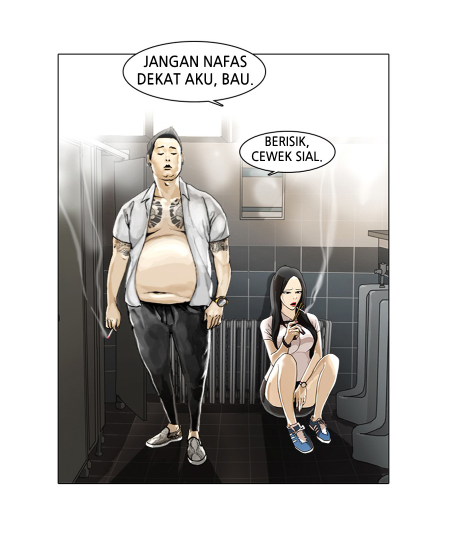 JANGAN NAFAS
DEKAT AKU, BAU.
BERISIK,
CEWEK SIAL.